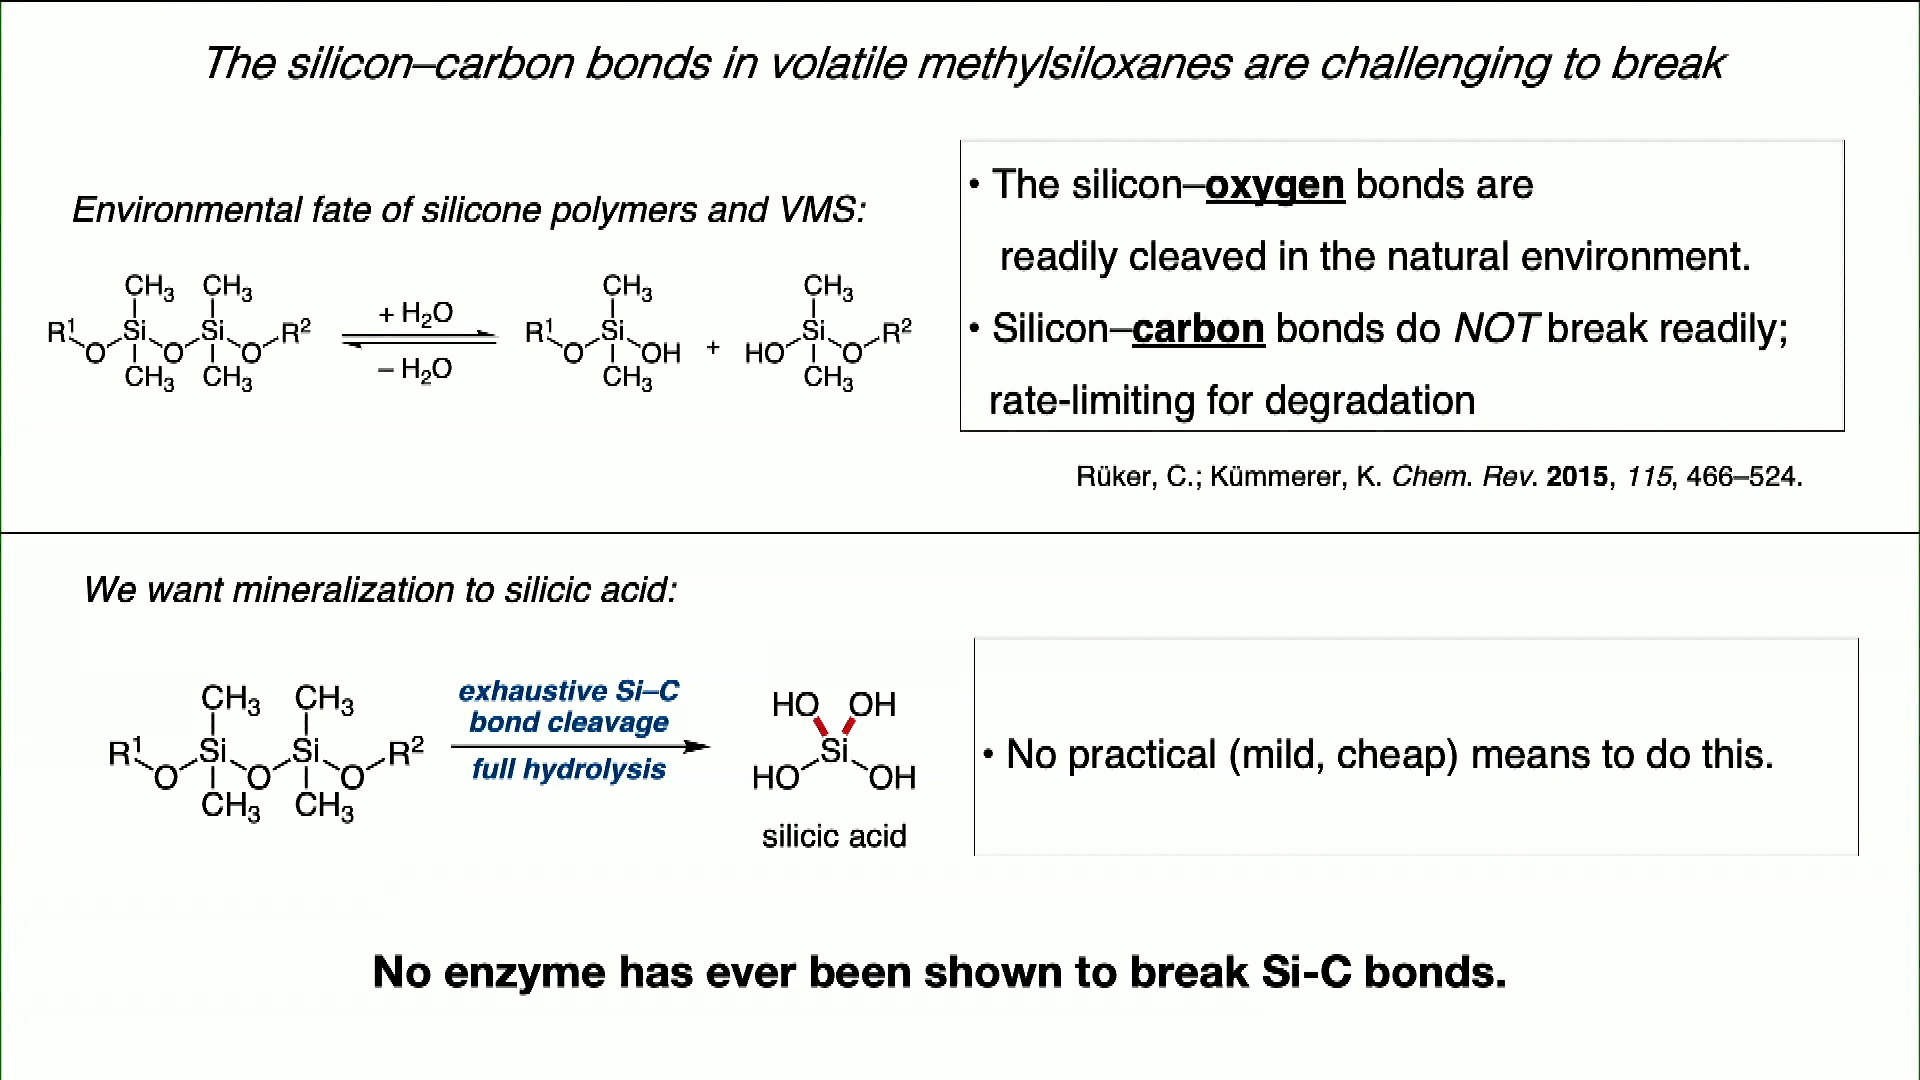 The silicon–carbon bonds in volatile methylsiloxanes are challenging to break
Environmental fate of silicone polymers and VMS:
CH3 CH3 CH3 CH3
R1 O Si O Si O R2 + H2O – H2O R1 O Si OH + HO Si O R2
CH3 CH3 CH3 CH3
• The silicon–oxygen bonds are
readily cleaved in the natural environment.
• Silicon–carbon bonds do NOT break readily;
rate-limiting for degradation
Rüker, C.; Kümmerer, K. Chem. Rev. 2015, 115, 466–524.
We want mineralization to silicic acid:
CH3 CH3
R1 O Si O Si O R2
CH3 CH3
exhaustive Si–C
bond cleavage
full hydrolysis
HO OH
Si
HO OH
silicic acid
• No practical (mild, cheap) means to do this.
No enzyme has ever been shown to break Si-C bonds.